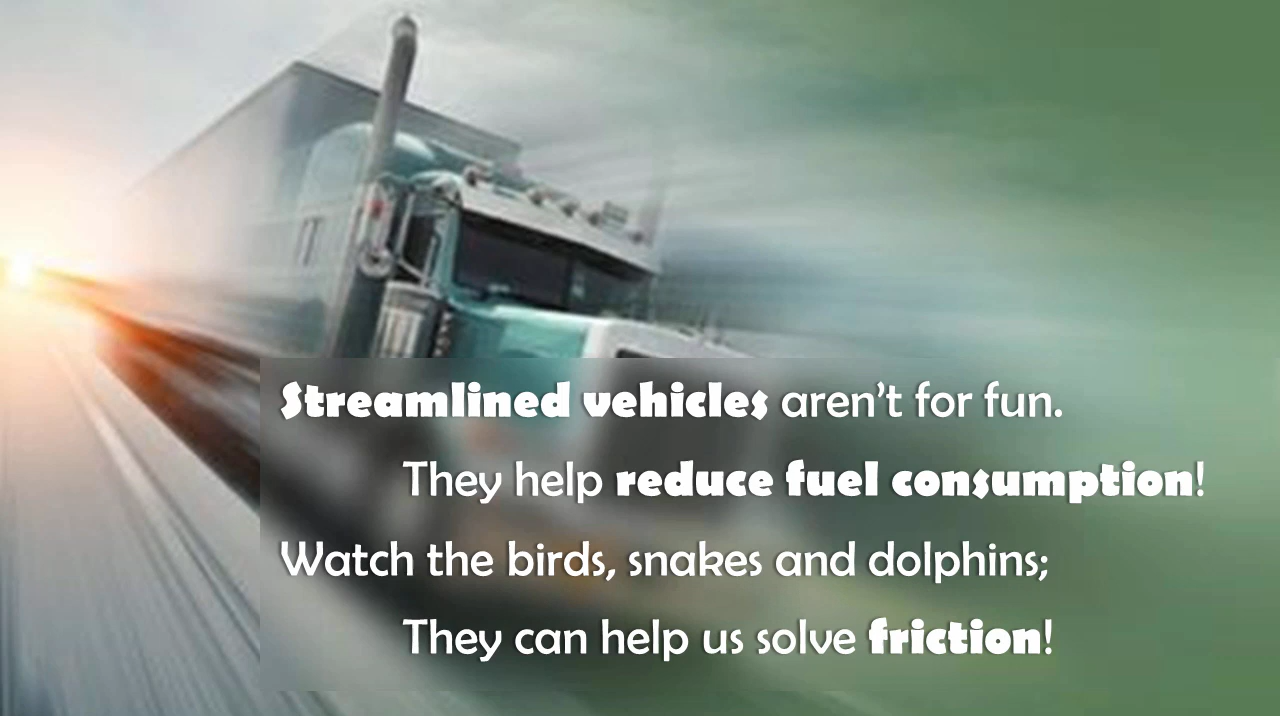 Streamlined vehicles aren’t for fun.
They help reduce fuel consumption!
Watch the birds, snakes and dolphins;
They can help us solve friction!